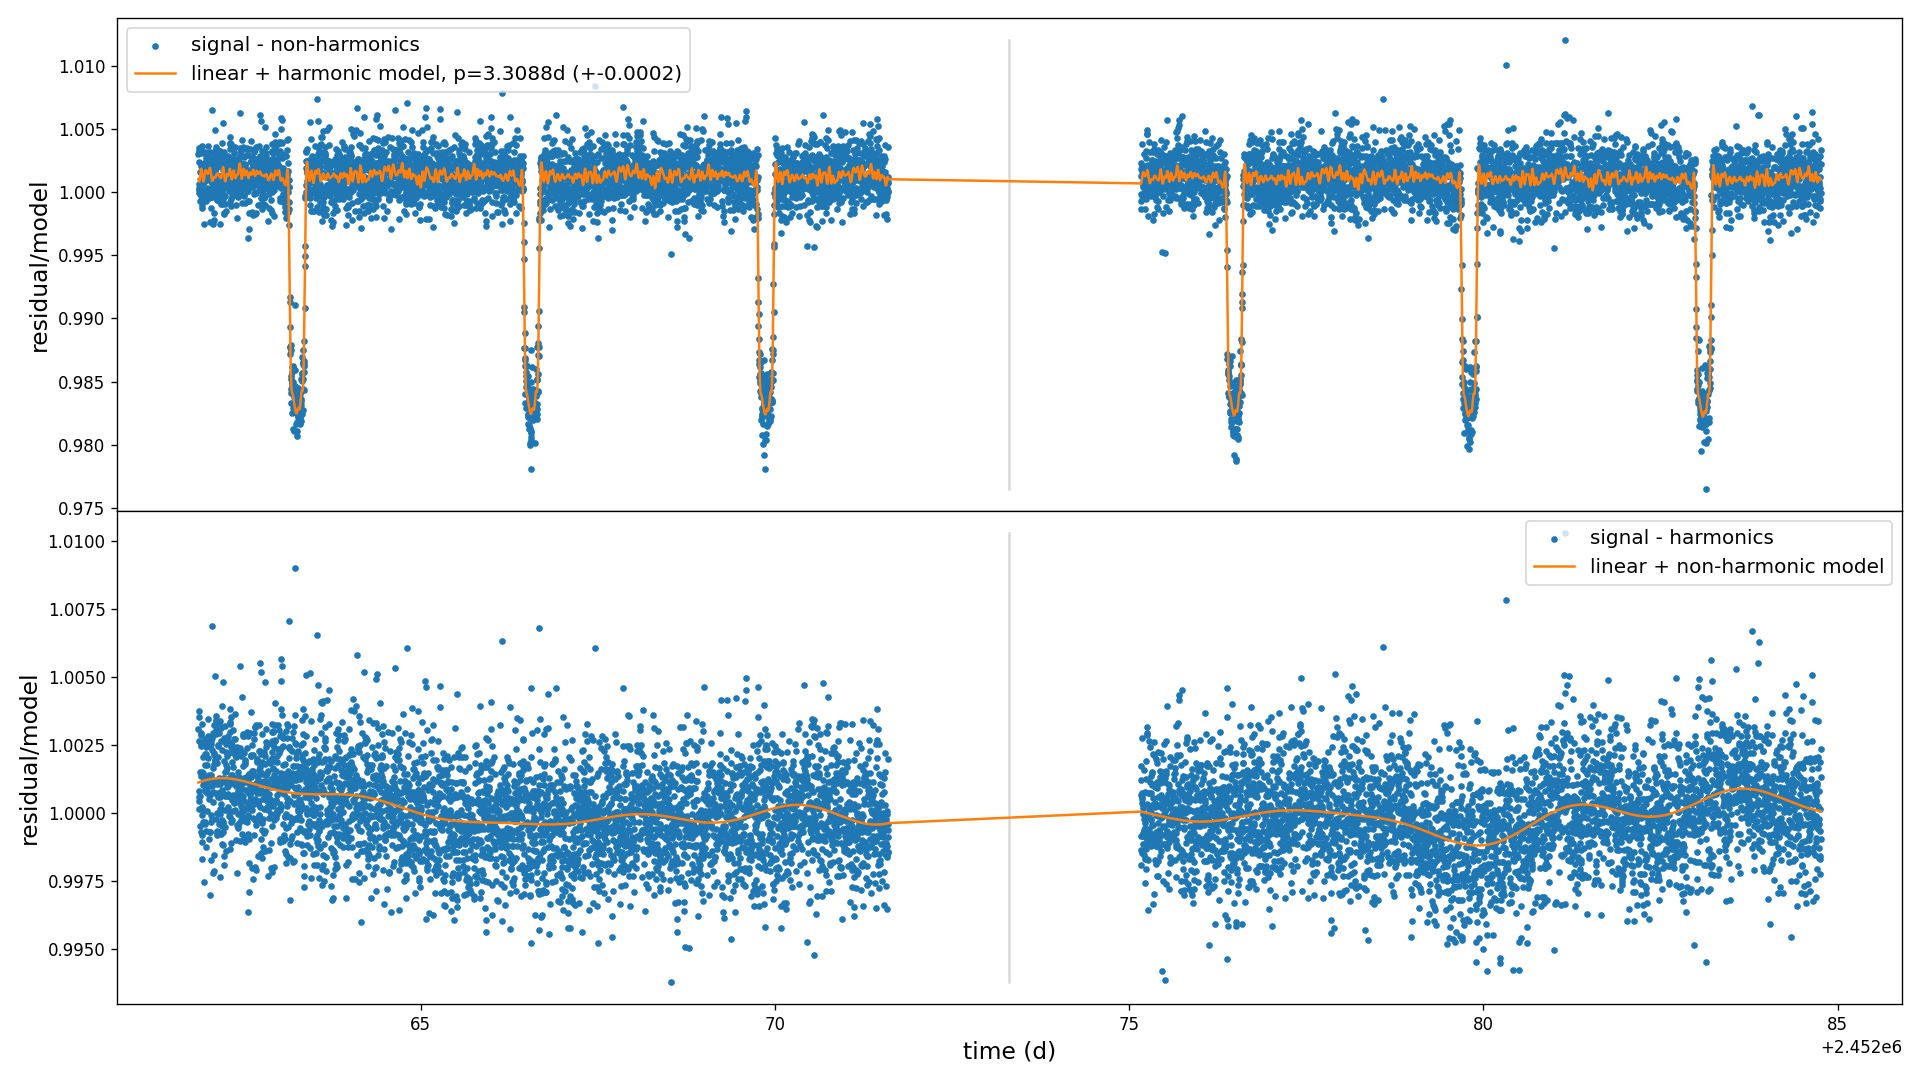 signal - non-harmonics
linear + harmonic model, p=3.3088d (+-0.0002)
residual/model
1.010
1.005
1.000
0.995
0.990
0.985
0.980
0.975
signal - harmonics
linear + non-harmonic model
residual/model
1.0100
1.0075
1.0050
1.0025
1.0000
0.9975
0.9950
65
70
75
80
85
time (d)
+2.452e6